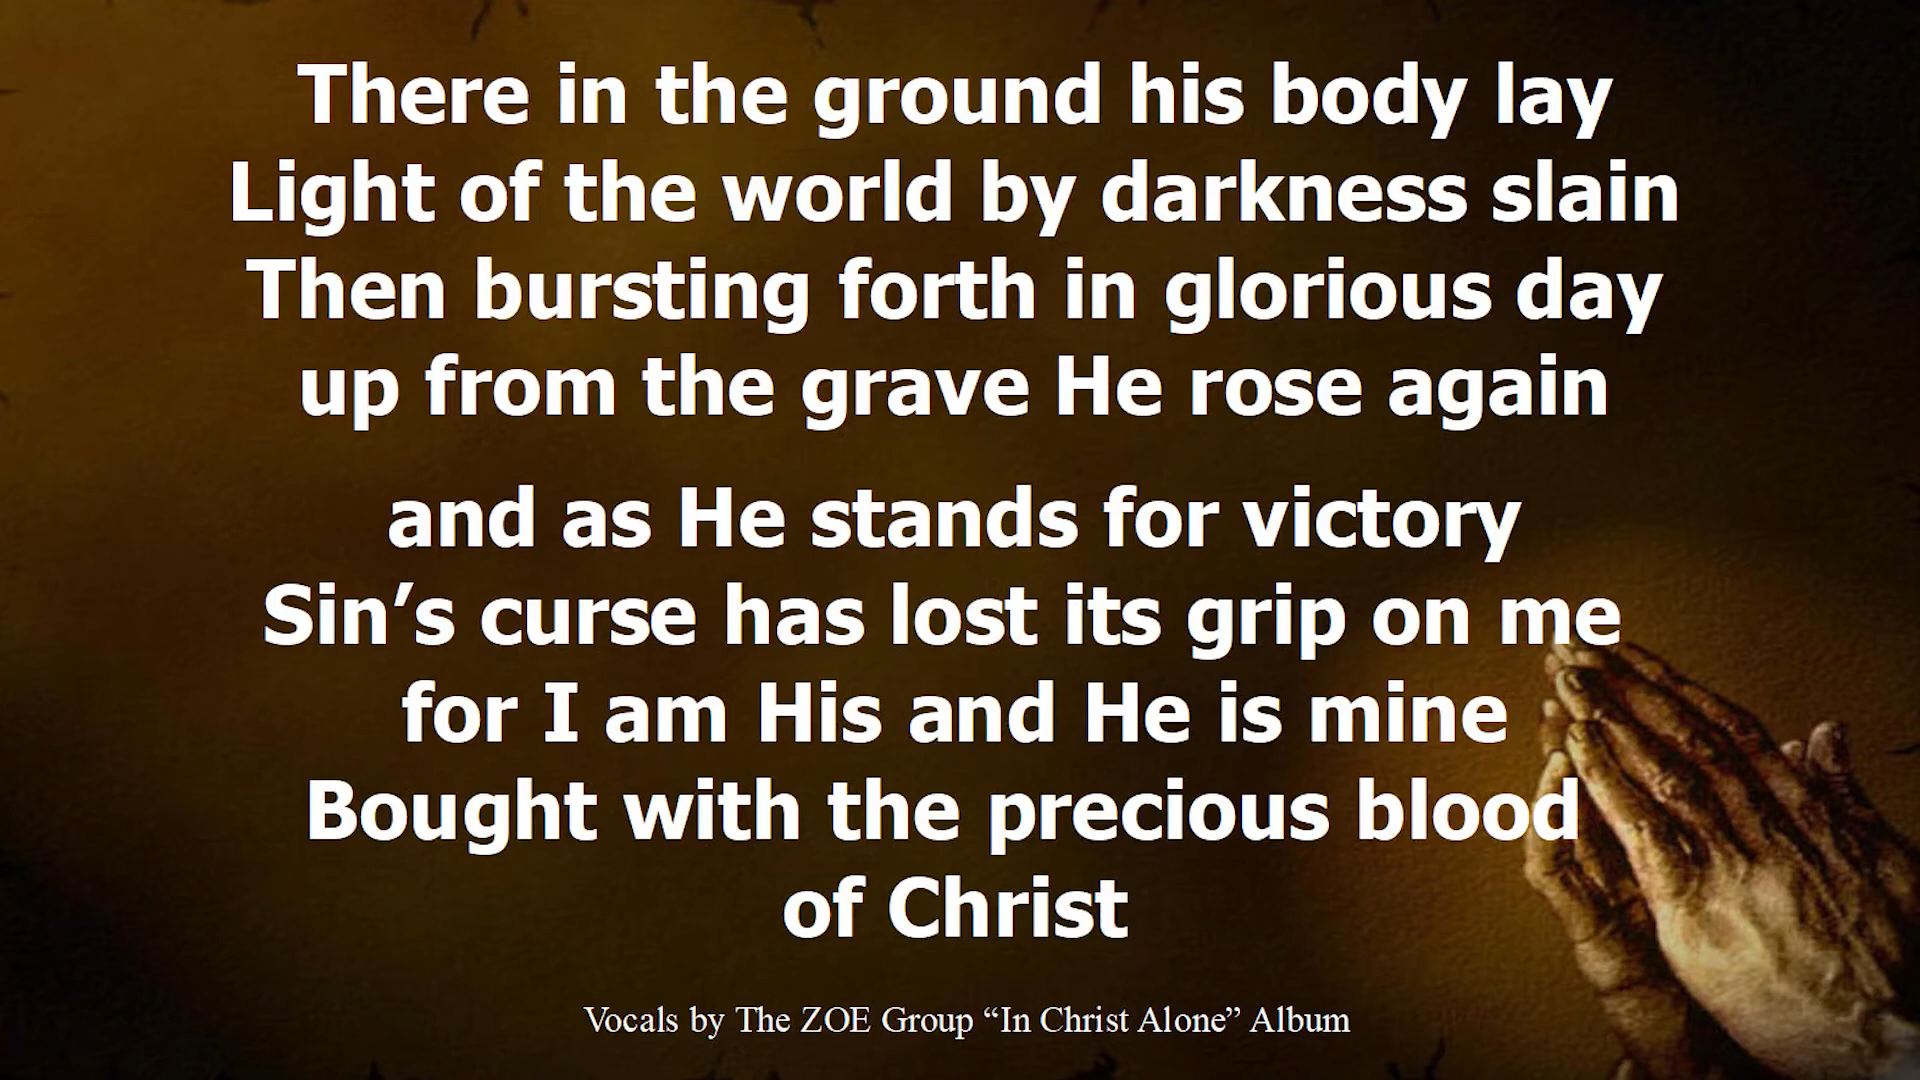 There in the ground his body lay
Light of the world by darkness slain
Then bursting forth in glorious day
up from the grave He rose again
and as He stands for victory
Sin’s curse has lost its grip on me
for I am His and He is mine
Bought with the precious blood
of Christ
Vocals by The ZOE Group “In Christ Alone” Album